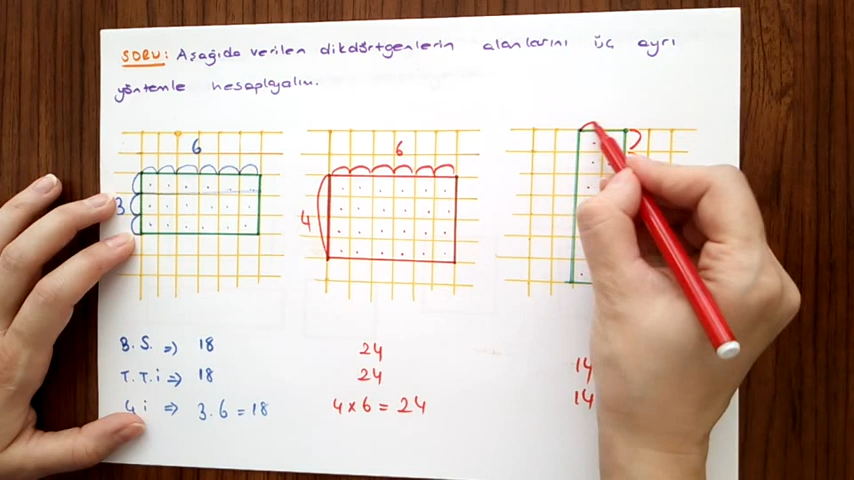 SORU: Aşağıda verilen dikdörtgenlerin alanlarını üç ayrı
yöntemle hesaplayalım.
6
6
3
4
B.S. => 18
24
T.T.i => 18
24
14
Ç i => 3.6 = 18
4 x 6 = 24
14